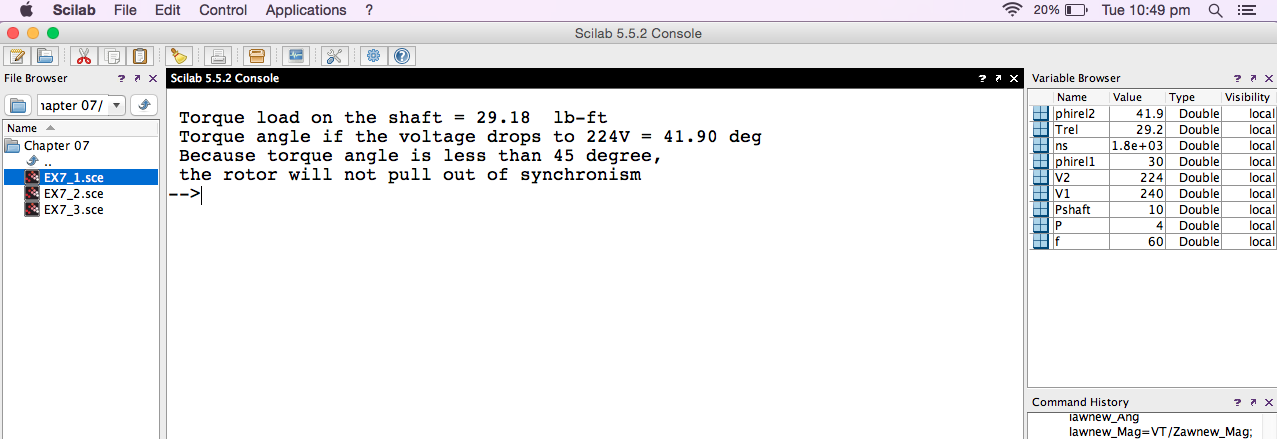 Scilab File Edit Control Applications ? 20% Tue 10:49 pm
Scilab 5.5.2 Console
File Browser ? ↗ X
Scilab 5.5.2 Console ? ↗ X
Variable Browser ? ↗ X
hapter 07/
Name
Chapter 07
..
EX7_1.sce
EX7_2.sce
EX7_3.sce
Torque load on the shaft = 29.18 lb-ft
Torque angle if the voltage drops to 224V = 41.90 deg
Because torque angle is less than 45 degree,
the rotor will not pull out of synchronism
-->
Name Value Type Visibility
phirel2 41.9 Double local
Trel 29.2 Double local
ns 1.8e+03 Double local
phirel1 30 Double local
V2 224 Double local
V1 240 Double local
Pshaft 10 Double local
P 4 Double local
f 60 Double local
Command History ? ↗ X
Iawnew_Ang
Iawnew_Mag=VT/Zawnew_Mag;